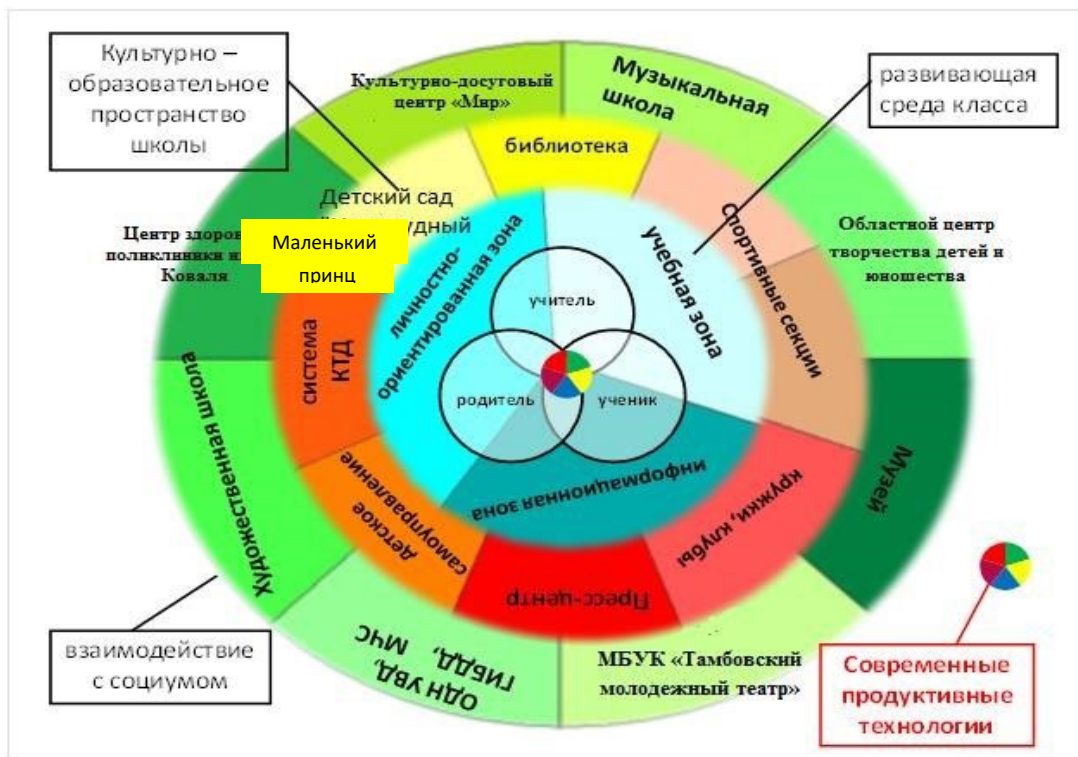 Культурно –
образовательное
пространство
школы
развивающая
среда класса
Культурно-досуговый
центр «Мир»
Музыкальная
школа
библиотека
Детский сад
Маленький
принц
Центр
поликлиники
Коваля
Областной центр
творчества детей и
юношества
Спортивные секции
учебная зона
личностно-
ориентированная зона
учитель
родитель
ученик
система
КТД
информационная зона
детское
самоуправление
Пресс-центр
кружки, клубы
Музей
Художественная школа
ОДН УВД,
ГИБДД, МЧС
МБУК «Тамбовский
молодежный театр»
взаимодействие
с социумом
Современные
продуктивные
технологии